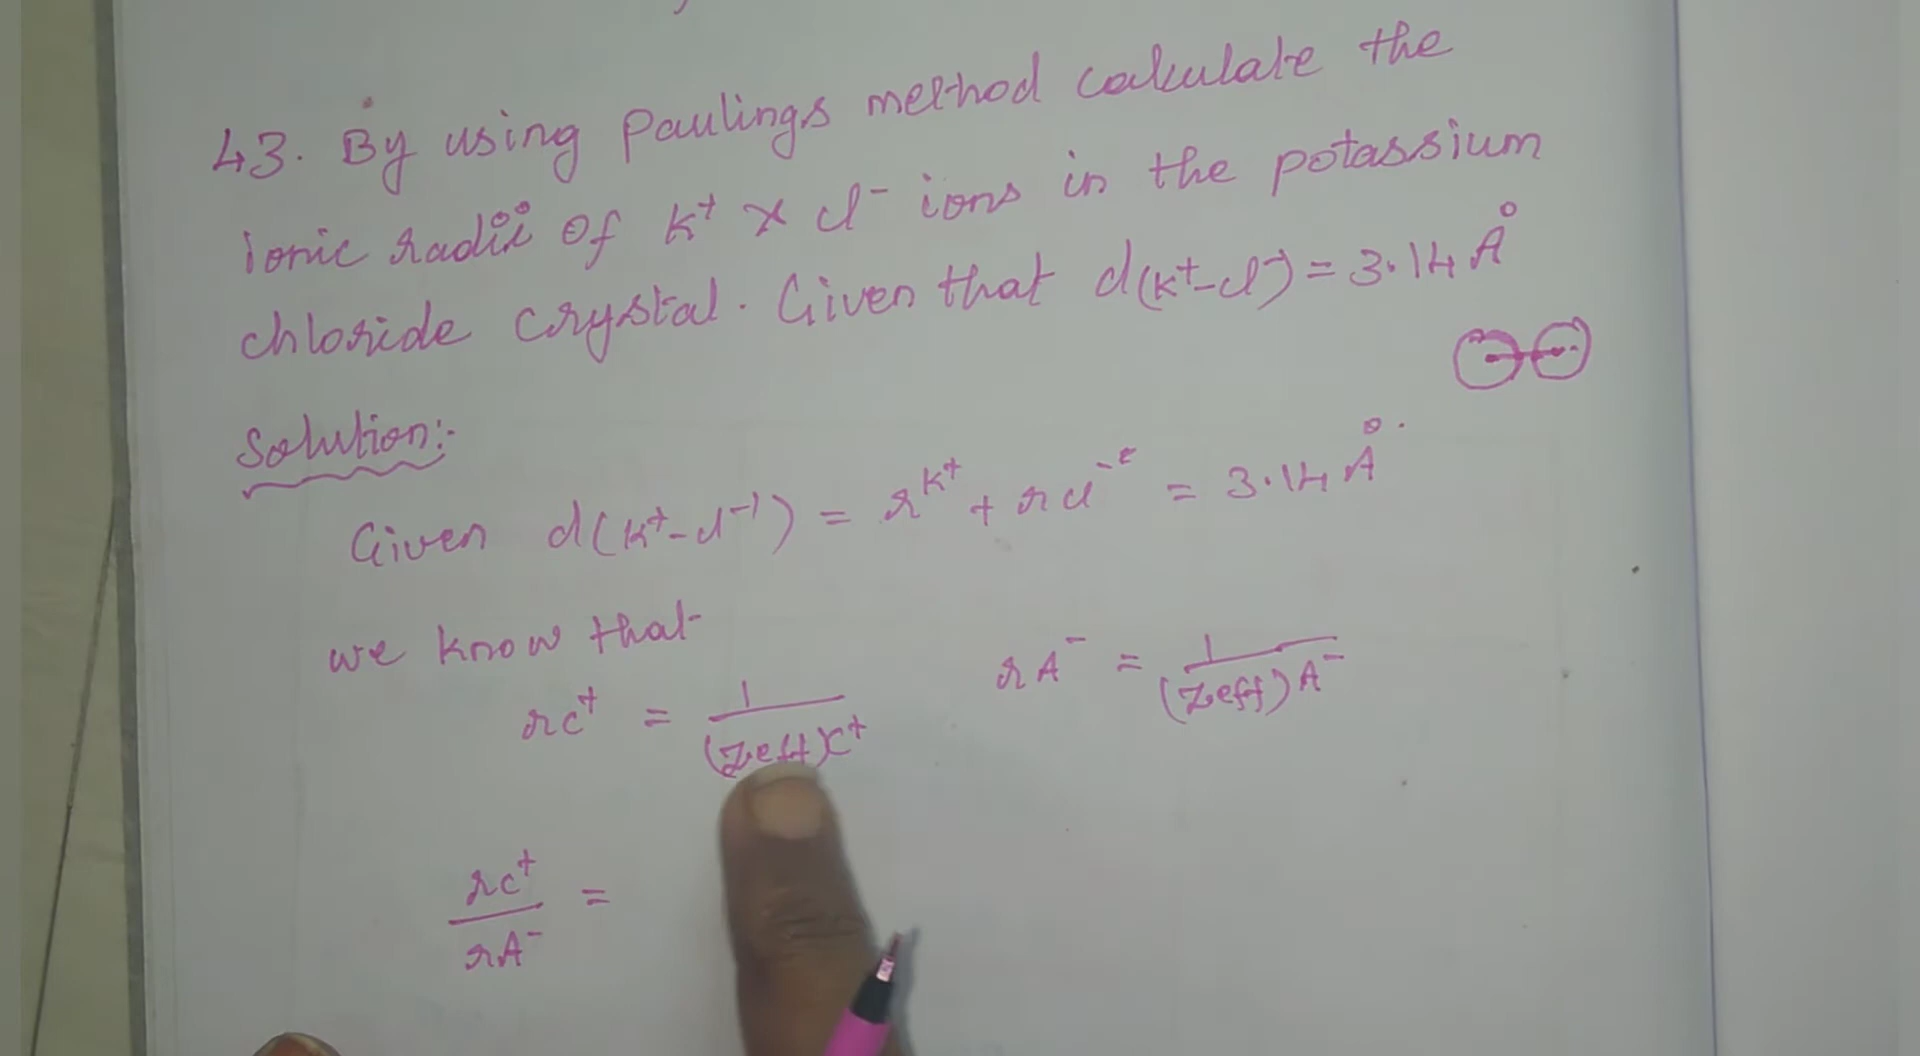 43. By using Paulings method calculate the
ionic radii of K⁺ & Cl⁻ ions in the potassium
chloride crystal. Given that d(K⁺-Cl⁻) = 3.14 Å
Solution:-
Given d(K⁺-Cl⁻¹) = rK⁺ + rCl⁻ = 3.14 Å.
we know that
rC⁺ = 1/(Zeff)C⁺ rA⁻ = 1/(Zeff)A⁻
rC⁺/rA⁻ =